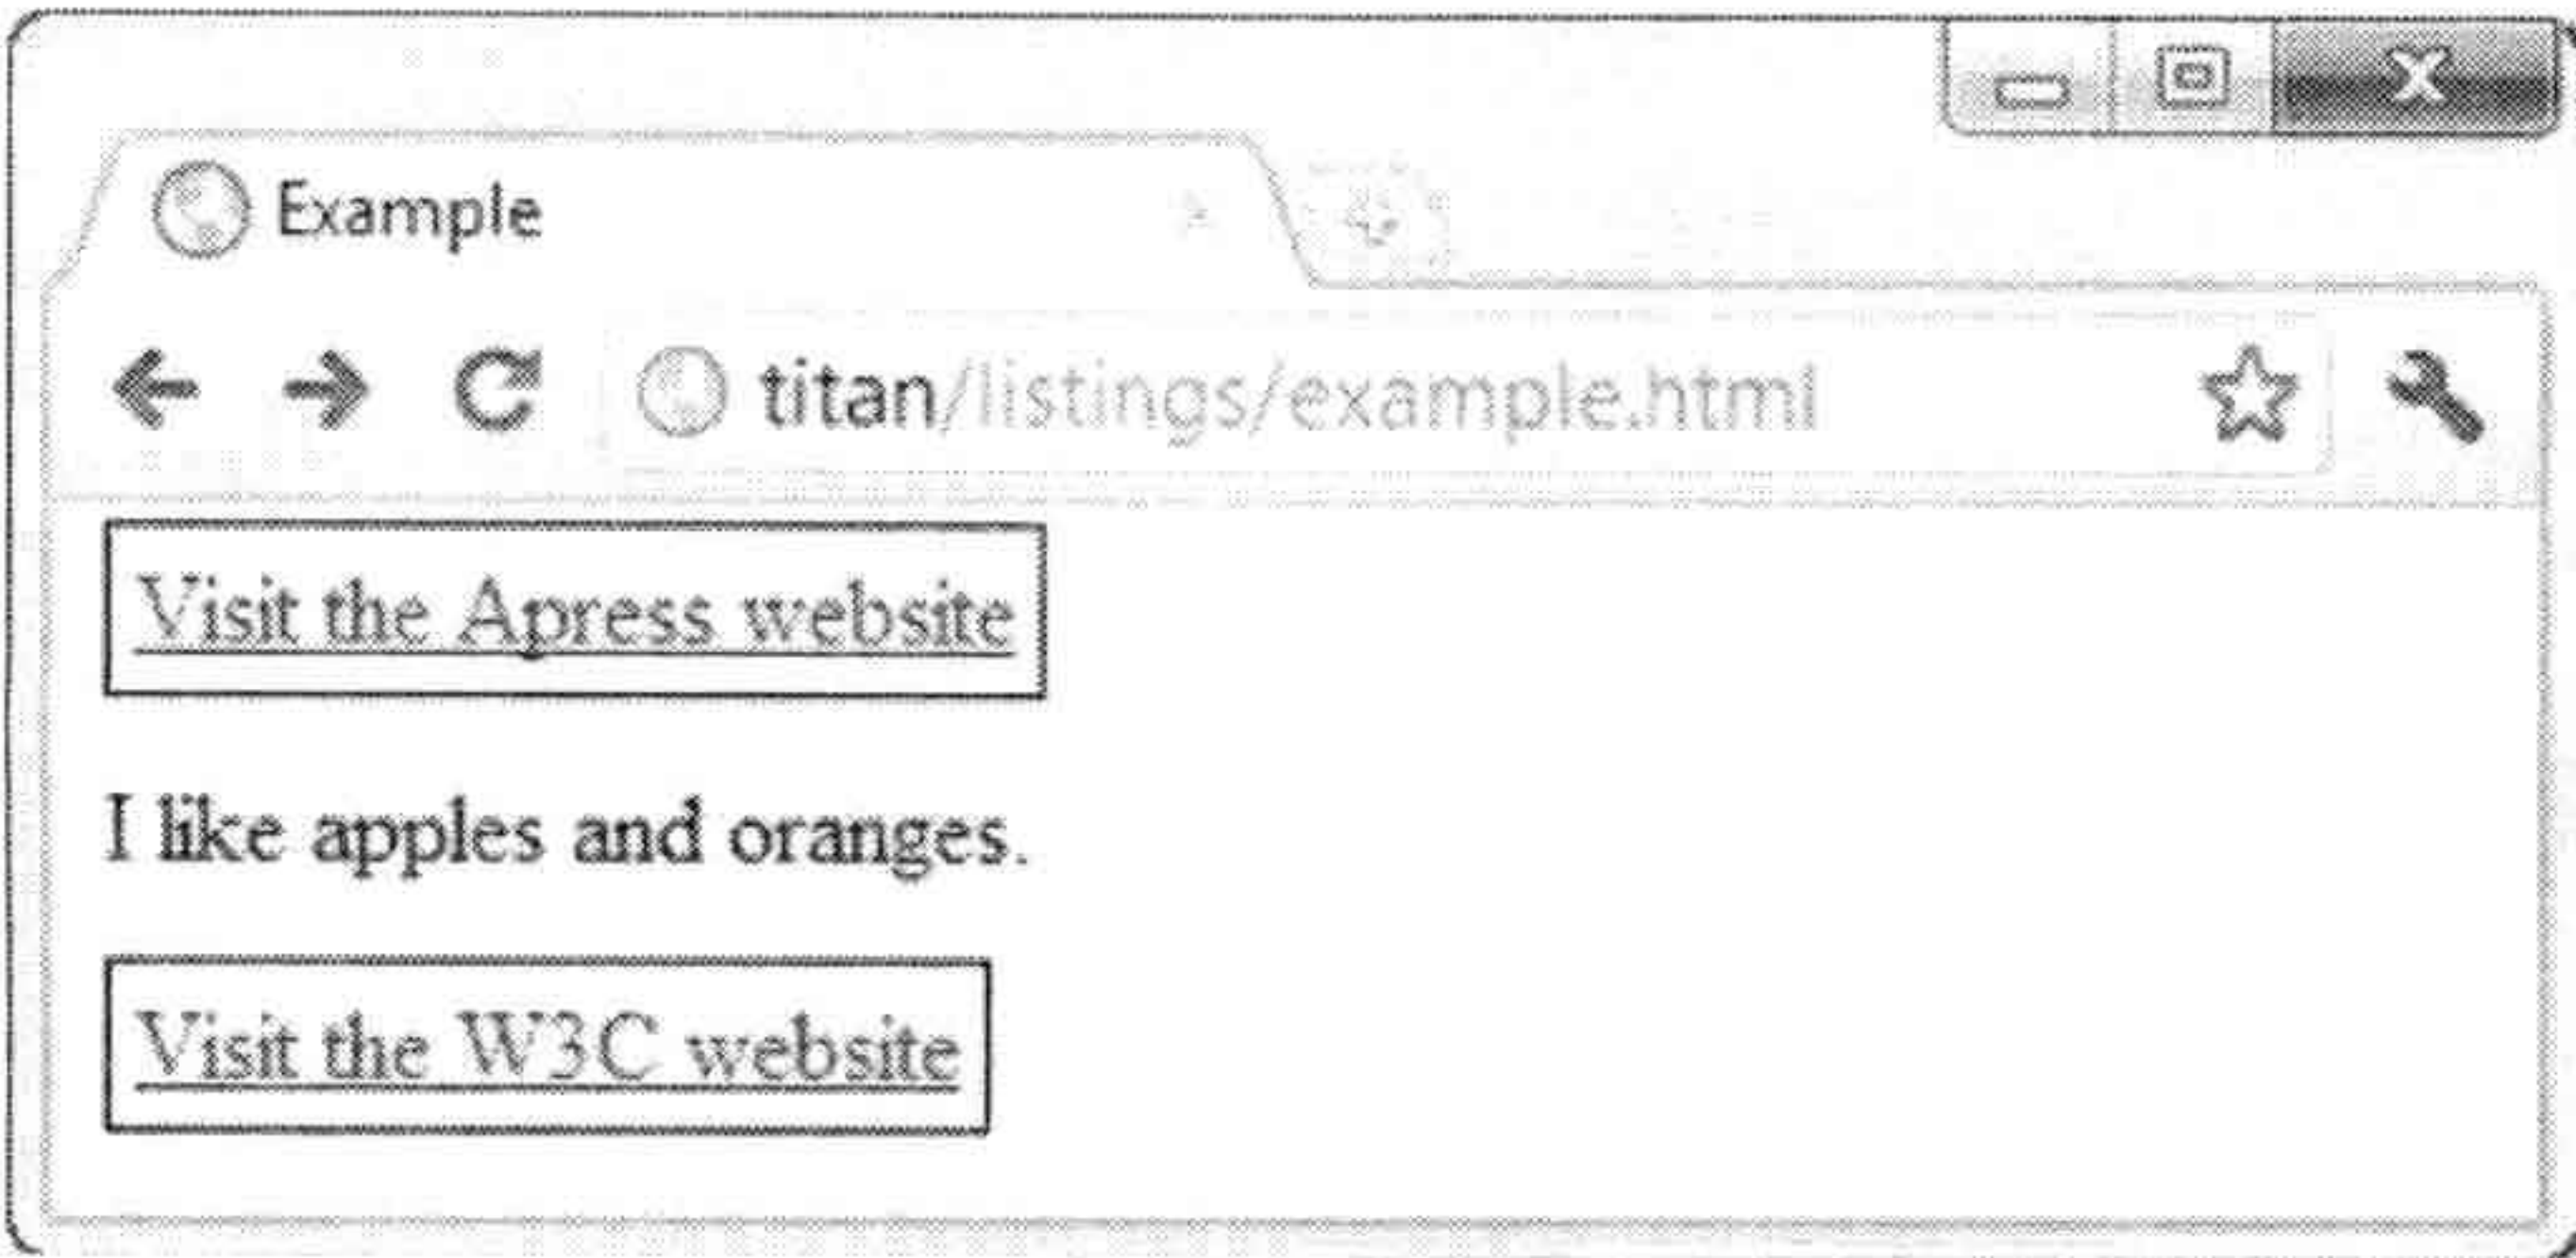 Example
titan/listings/example.html
Visit the Apress website
I like apples and oranges.
Visit the W3C website